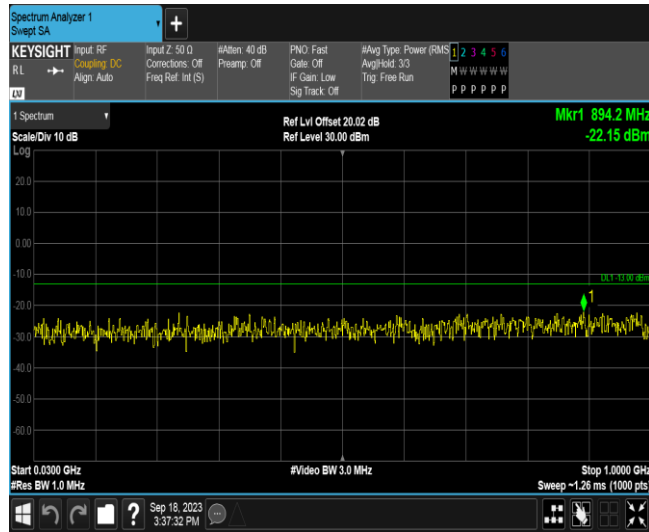 Spectrum Analyzer 1
Swept SA
+
KEYSIGHT Input: RF Input Z: 50 Ω #Atten: 40 dB PNO: Fast #Avg Type: Power (RMS 1 2 3 4 5 6
RL Coupling: DC Corrections: Off Preamp: Off Gate: Off Avg|Hold: 3/3 M W W W W W
Align: Auto Freq Ref: Int (S) IF Gain: Low Trig: Free Run
Sig Track: Off P P P P P P
LXI
1 Spectrum Ref Lvl Offset 20.02 dB Mkr1 894.2 MHz
Scale/Div 10 dB Ref Level 30.00 dBm -22.15 dBm
Log
20.0
10.0
0.00
-10.0 DL1 -13.00 dBm
1
-20.0
-30.0
-40.0
-50.0
-60.0
Start 0.0300 GHz #Video BW 3.0 MHz Stop 1.0000 GHz
#Res BW 1.0 MHz Sweep ~1.26 ms (1000 pts)
? Sep 18, 2023
3:37:32 PM